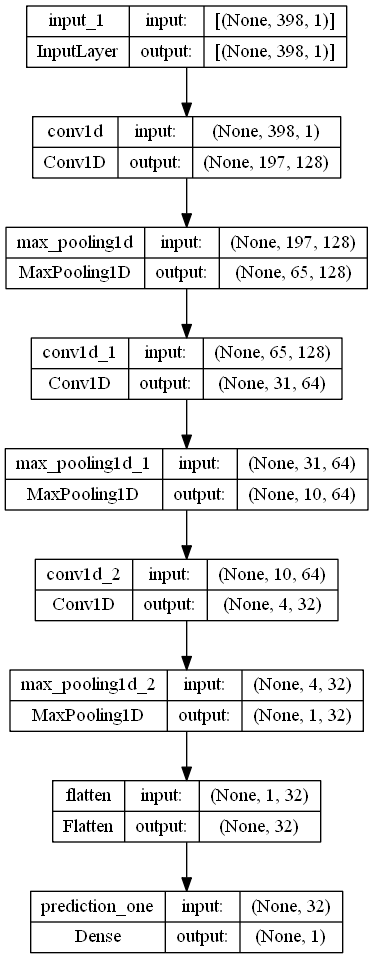 input_1 input: [(None, 398, 1)]
InputLayer output: [(None, 398, 1)]
conv1d input: (None, 398, 1)
Conv1D output: (None, 197, 128)
max_pooling1d input: (None, 197, 128)
MaxPooling1D output: (None, 65, 128)
conv1d_1 input: (None, 65, 128)
Conv1D output: (None, 31, 64)
max_pooling1d_1 input: (None, 31, 64)
MaxPooling1D output: (None, 10, 64)
conv1d_2 input: (None, 10, 64)
Conv1D output: (None, 4, 32)
max_pooling1d_2 input: (None, 4, 32)
MaxPooling1D output: (None, 1, 32)
flatten input: (None, 1, 32)
Flatten output: (None, 32)
prediction_one input: (None, 32)
Dense output: (None, 1)